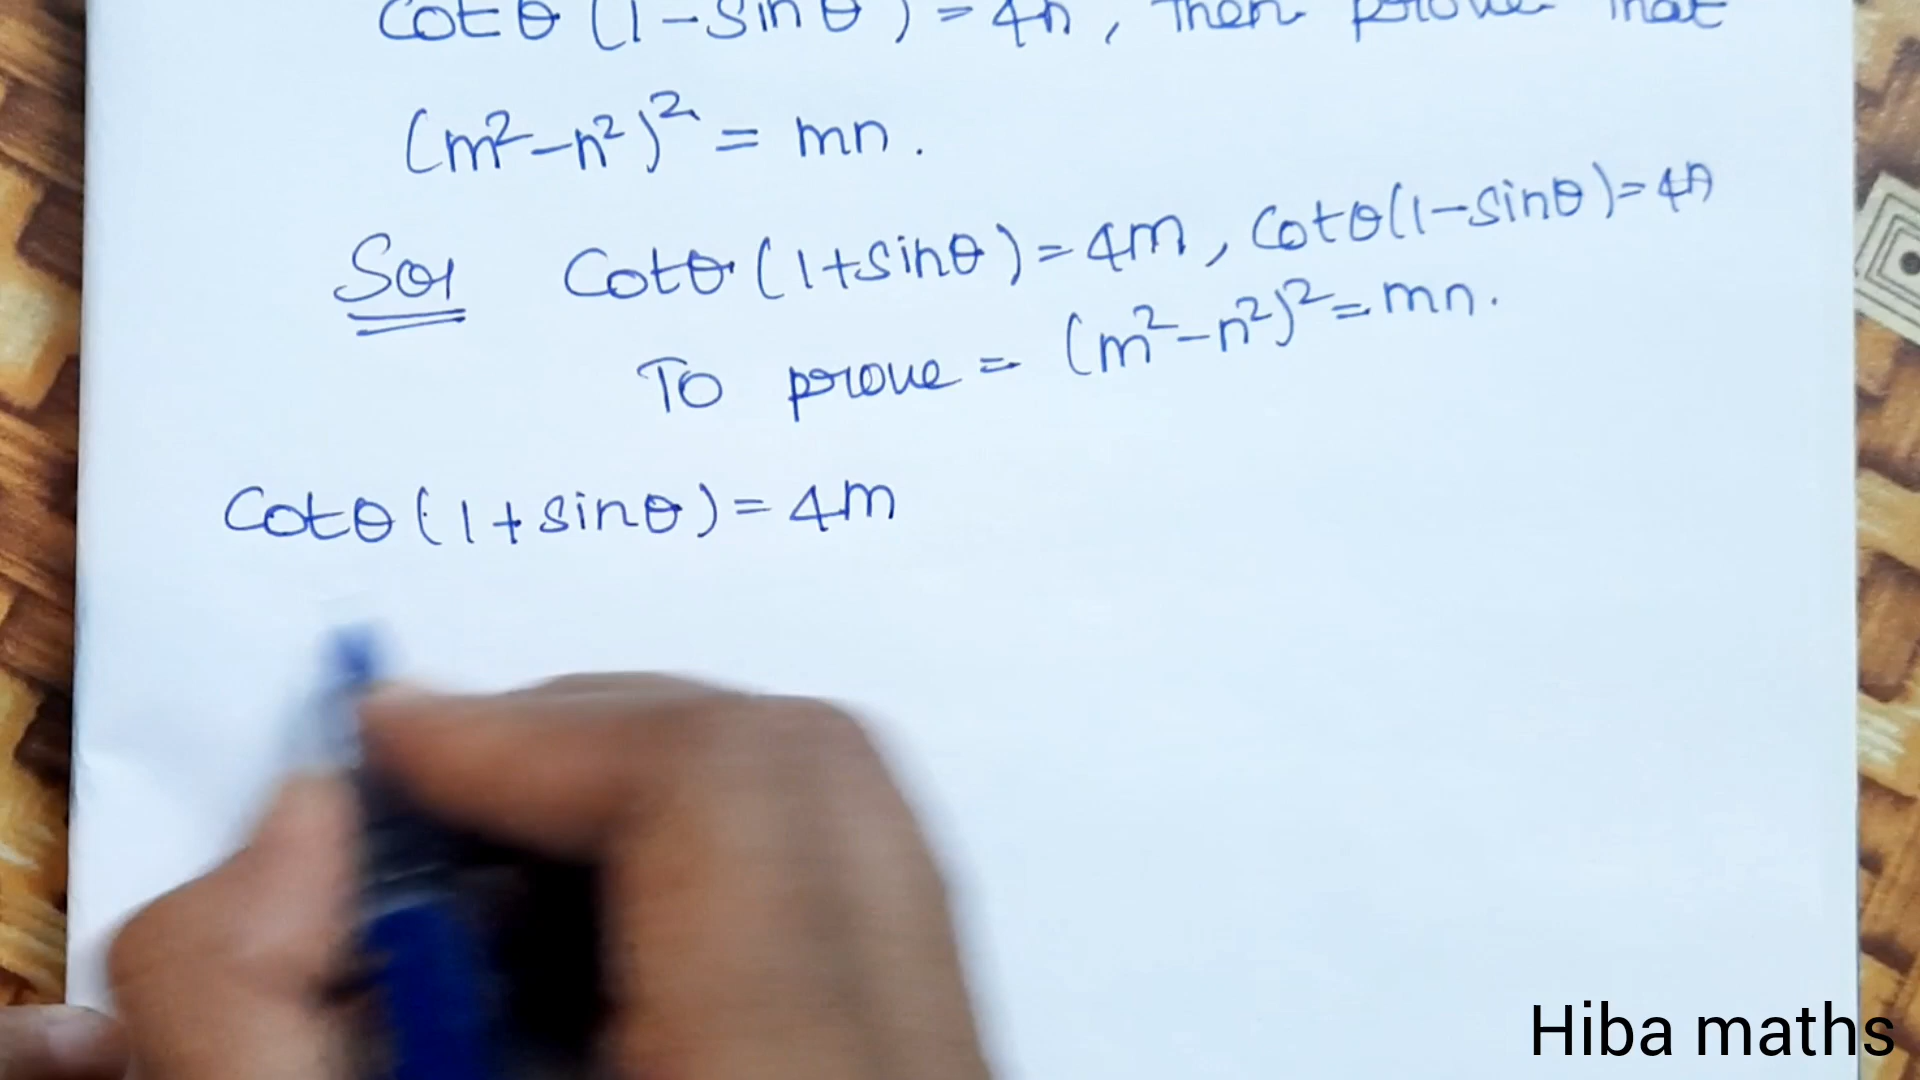 Cotθ (1-sinθ) = 4n, Then prove that
(m²-n²)² = mn.
Sol Cotθ (1+sinθ) = 4m, Cotθ(1-sinθ)=4n
To prove = (m²-n²)² = mn.
Cotθ (1+sinθ) = 4m
Hiba maths